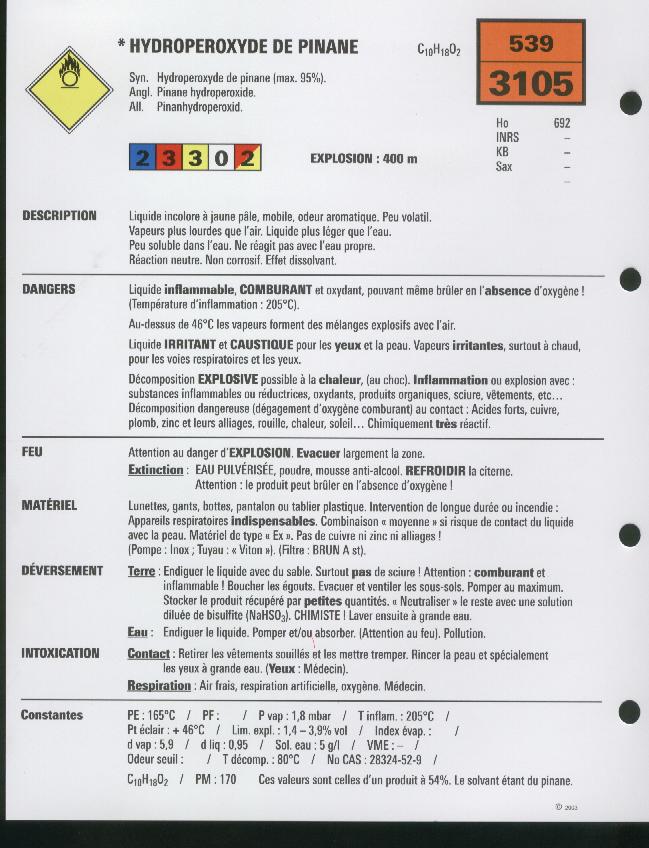 * HYDROPEROXYDE DE PINANE
C₁₀H₁₈O₂
539
3105
Syn. Hydroperoxyde de pinane (max. 95%).
Angl. Pinane hydroperoxide.
All. Pinanhydroperoxid.
Ho 692
INRS –
KB –
Sax –
–
2 3 3 0 2
EXPLOSION : 400 m
DESCRIPTION
Liquide incolore à jaune pâle, mobile, odeur aromatique. Peu volatil.
Vapeurs plus lourdes que l'air. Liquide plus léger que l'eau.
Peu soluble dans l'eau. Ne réagit pas avec l'eau propre.
Réaction neutre. Non corrosif. Effet dissolvant.
DANGERS
Liquide inflammable, COMBURANT et oxydant, pouvant même brûler en l'absence d'oxygène !
(Température d'inflammation : 205°C).
Au-dessus de 46°C les vapeurs forment des mélanges explosifs avec l'air.
Liquide IRRITANT et CAUSTIQUE pour les yeux et la peau. Vapeurs irritantes, surtout à chaud,
pour les voies respiratoires et les yeux.
Décomposition EXPLOSIVE possible à la chaleur, (au choc). Inflammation ou explosion avec :
substances inflammables ou réductrices, oxydants, produits organiques, sciure, vêtements, etc...
Décomposition dangereuse (dégagement d'oxygène comburant) au contact : Acides forts, cuivre,
plomb, zinc et leurs alliages, rouille, chaleur, soleil... Chimiquement très réactif.
FEU
Attention au danger d'EXPLOSION. Evacuer largement la zone.
Extinction : EAU PULVÉRISÉE, poudre, mousse anti-alcool. REFROIDIR la citerne.
Attention : le produit peut brûler en l'absence d'oxygène !
MATÉRIEL
Lunettes, gants, bottes, pantalon ou tablier plastique. Intervention de longue durée ou incendie :
Appareils respiratoires indispensables. Combinaison « moyenne » si risque de contact du liquide
avec la peau. Matériel de type « Ex ». Pas de cuivre ni zinc ni alliages !
(Pompe : Inox ; Tuyau : « Viton »). (Filtre : BRUN A st).
DÉVERSEMENT
Terre : Endiguer le liquide avec du sable. Surtout pas de sciure ! Attention : comburant et
inflammable ! Boucher les égouts. Evacuer et ventiler les sous-sols. Pomper au maximum.
Stocker le produit récupéré par petites quantités. « Neutraliser » le reste avec une solution
diluée de bisulfite (NaHSO₃). CHIMISTE ! Laver ensuite à grande eau.
Eau : Endiguer le liquide. Pomper et/ou absorber. (Attention au feu). Pollution.
INTOXICATION
Contact : Retirer les vêtements souillés et les mettre tremper. Rincer la peau et spécialement
les yeux à grande eau. (Yeux : Médecin).
Respiration : Air frais, respiration artificielle, oxygène. Médecin.
Constantes
PE : 165°C / PF : / P vap : 1,8 mbar / T inflam. : 205°C /
Pt éclair : + 46°C / Lim. expl. : 1,4 – 3,9% vol / Index évap. : /
d vap : 5,9 / d liq : 0,95 / Sol. eau : 5 g/l / VME : – /
Odeur seuil : / T décomp. : 80°C / No CAS : 28324-52-9 /
C₁₀H₁₈O₂ / PM : 170 Ces valeurs sont celles d'un produit à 54%. Le solvant étant du pinane.
© 2003